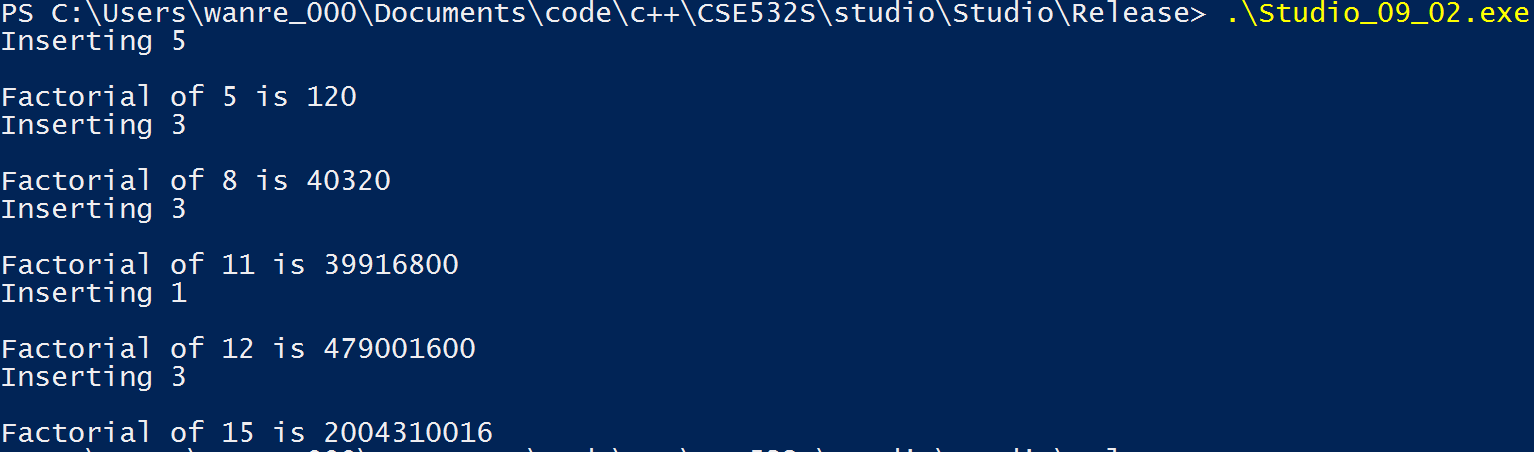 PS C:\Users\wanre_000\Documents\code\c++\CSE532S\studio\Studio\Release> .\Studio_09_02.exe
Inserting 5
Factorial of 5 is 120
Inserting 3
Factorial of 8 is 40320
Inserting 3
Factorial of 11 is 39916800
Inserting 1
Factorial of 12 is 479001600
Inserting 3
Factorial of 15 is 2004310016